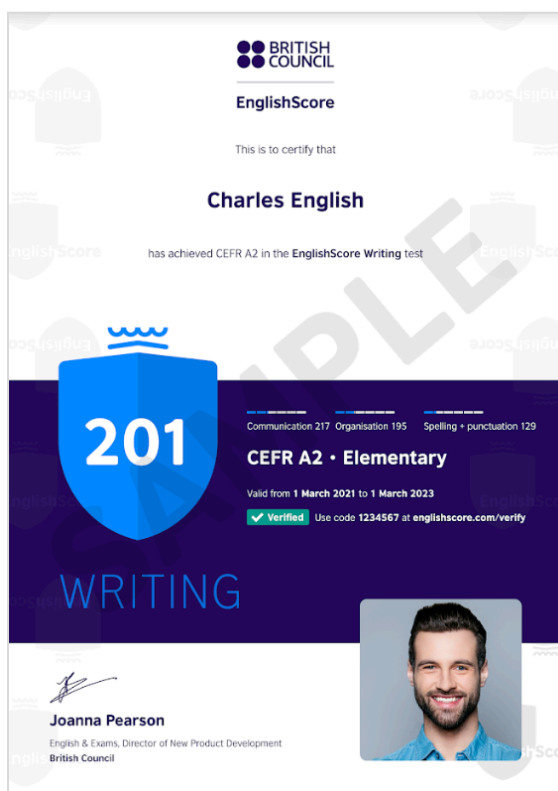 BRITISH
COUNCIL
EnglishScore
This is to certify that
Charles English
has achieved CEFR A2 in the EnglishScore Writing test
SAMPLE
201
Communication 217 Organisation 195 Spelling + punctuation 129
CEFR A2 • Elementary
Valid from 1 March 2021 to 1 March 2023
Verified Use code 1234567 at englishscore.com/verify
WRITING
Joanna Pearson
English & Exams, Director of New Product Development
British Council